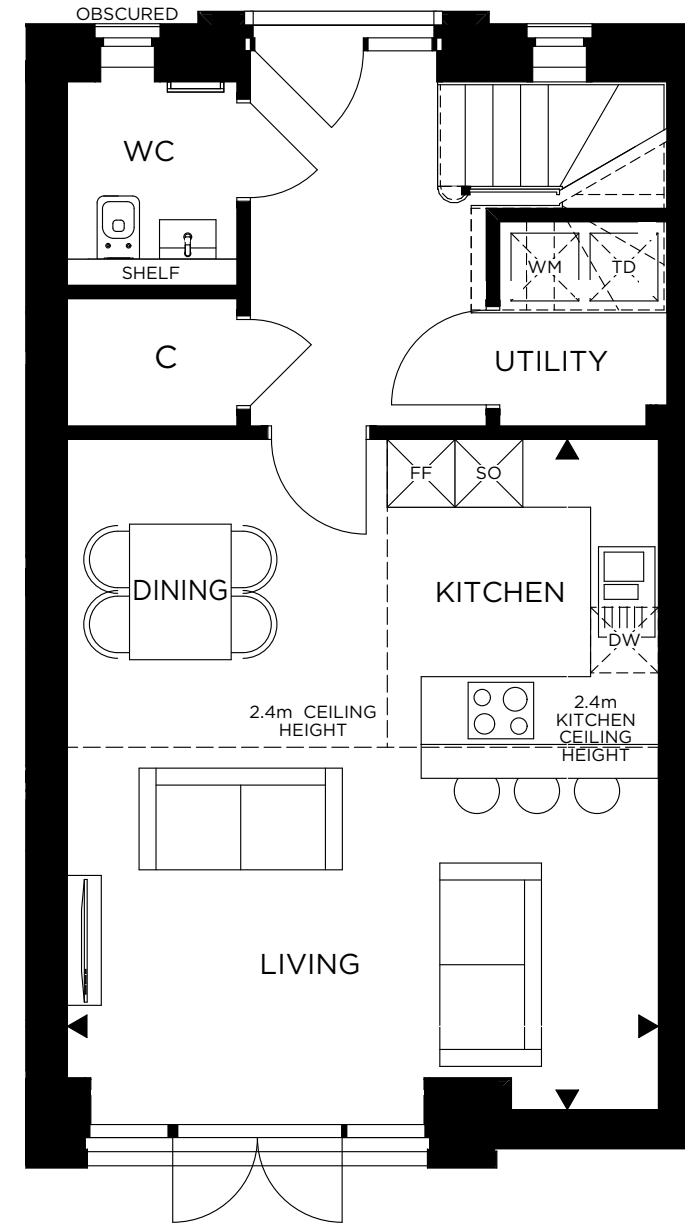 OBSCURED
WC
SHELF
WM
TD
C
UTILITY
FF
SO
DINING
KITCHEN
DW
2.4m CEILING
HEIGHT
2.4m
KITCHEN
CEILING
HEIGHT
LIVING